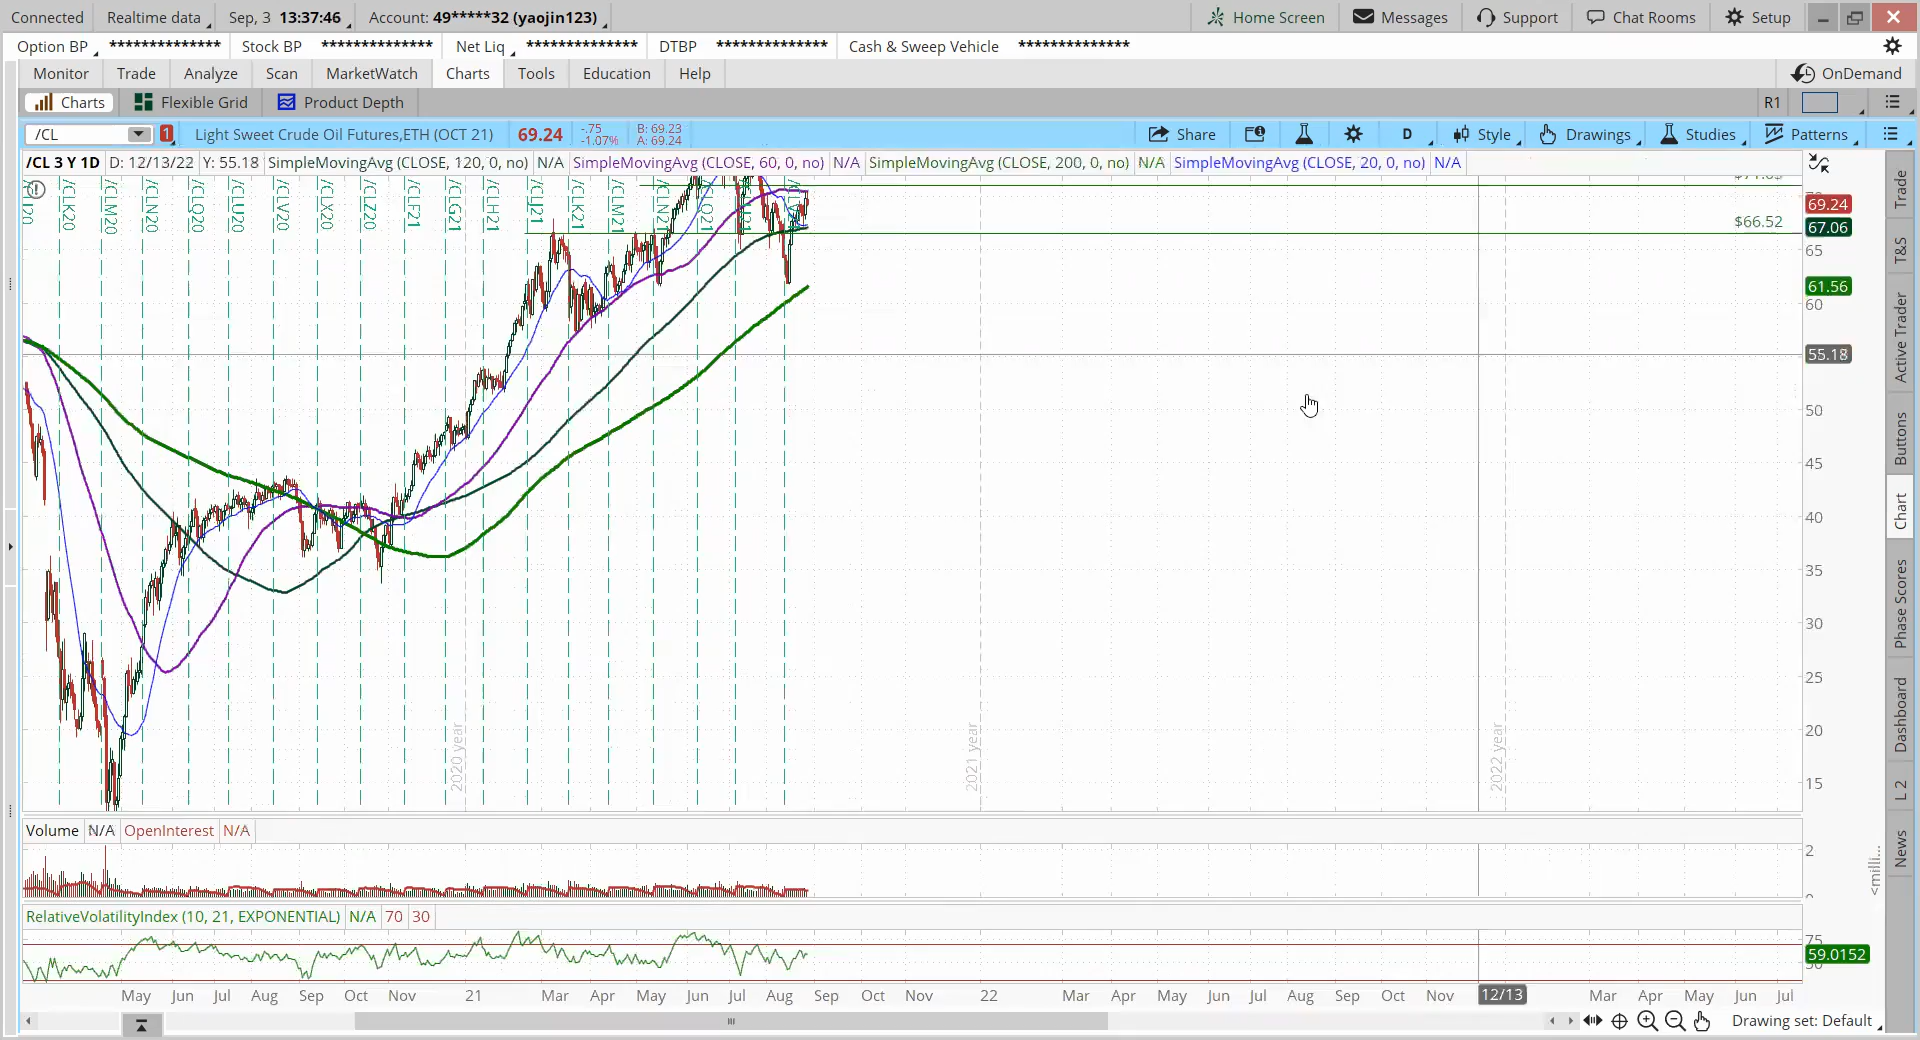 Connected Realtime data Sep, 3 13:37:46 Account: 49*****32 (yaojin123) Home Screen Messages Support Chat Rooms Setup
Option BP ************** Stock BP ************** Net Liq ************** DTBP ************** Cash & Sweep Vehicle **************
Monitor Trade Analyze Scan MarketWatch Charts Tools Education Help OnDemand
Charts Flexible Grid Product Depth R1
/CL 1 Light Sweet Crude Oil Futures,ETH (OCT 21) 69.24 -.75 B: 69.23 Share D Style Drawings Studies Patterns
-1.07% A: 69.24
/CL 3 Y 1D D: 12/13/22 Y: 55.18 SimpleMovingAvg (CLOSE, 120, 0, no) N/A SimpleMovingAvg (CLOSE, 60, 0, no) N/A SimpleMovingAvg (CLOSE, 200, 0, no) N/A SimpleMovingAvg (CLOSE, 20, 0, no) N/A
/CLK20 /CLM20 /CLN20 /CLQ20 /CLU20 /CLV20 /CLX20 /CLZ20 /CLF21 /CLG21 /CLH21 /CLJ21 /CLK21 /CLM21 /CLN21
69.24
$66.52 67.06
65
61.56
60
55.18
50
45
40
35
30
25
20
15
2020 year 2021 year 2022 year
Volume N/A OpenInterest N/A
2
<milli...
RelativeVolatilityIndex (10, 21, EXPONENTIAL) N/A 70 30
75
59.0152
May Jun Jul Aug Sep Oct Nov 21 Mar Apr May Jun Jul Aug Sep Oct Nov 22 Mar Apr May Jun Jul Aug Sep Oct Nov 12/13 Mar Apr May Jun Jul
Drawing set: Default
Trade
T&S
Active Trader
Buttons
Chart
Phase Scores
Dashboard
L 2
News